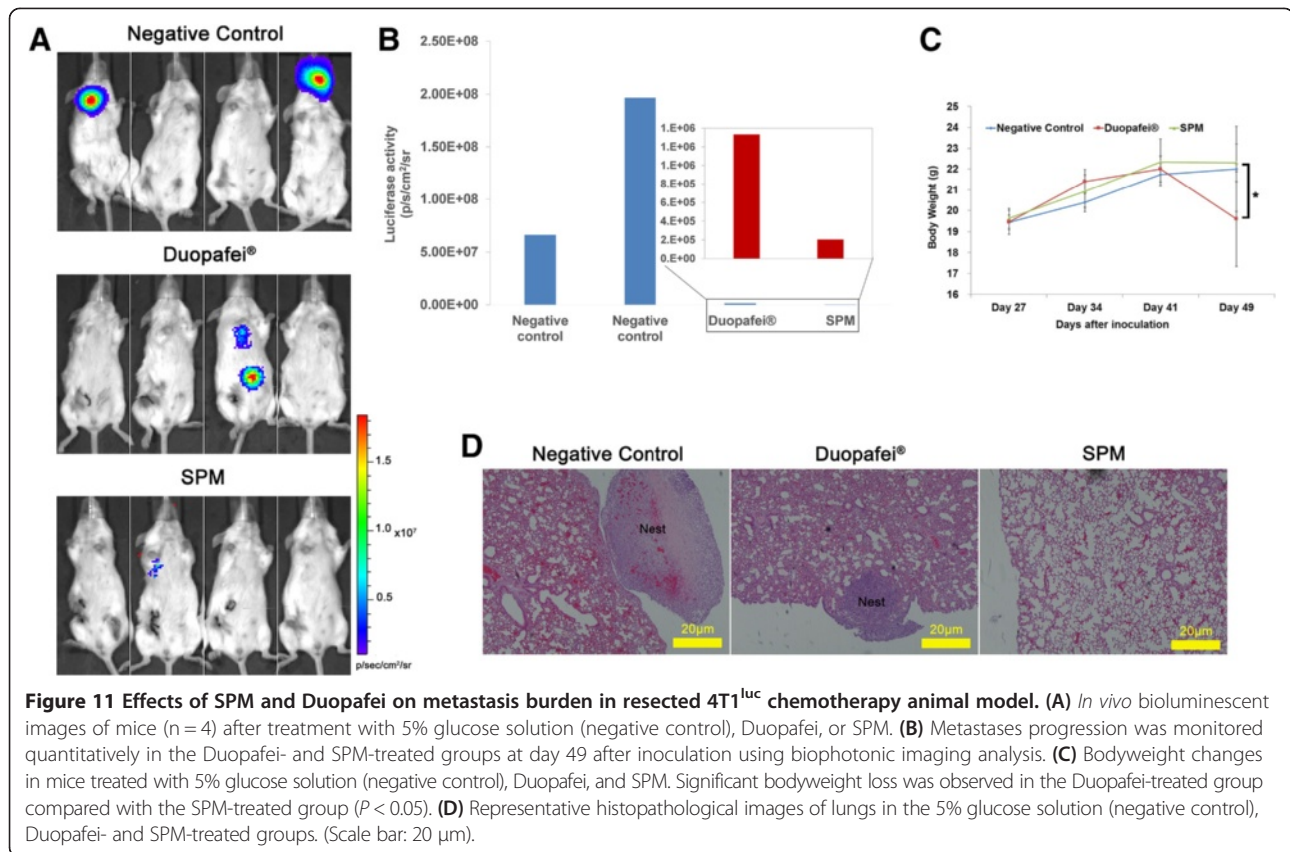 A
Negative Control
Duopafei®
SPM
1.5
1.0
x10⁷
0.5
p/sec/cm²/sr
B
Luciferase activity
(p/s/cm²/sr)
2.50E+08
2.00E+08
1.50E+08
1.00E+08
5.00E+07
0.00E+00
Negative
control
Negative
control
1.E+06
1.E+06
8.E+05
6.E+05
4.E+05
2.E+05
0.E+00
Duopafei®
SPM
C
Negative Control
Duopafei®
SPM
Body Weight (g)
25
24
23
22
21
20
19
18
17
16
*
Day 27
Day 34
Day 41
Day 49
Days after inoculation
D
Negative Control
Duopafei®
SPM
Nest
Nest
20μm
20μm
20μm
Figure 11 Effects of SPM and Duopafei on metastasis burden in resected 4T1ˡᵘᶜ chemotherapy animal model. (A) In vivo bioluminescent
images of mice (n = 4) after treatment with 5% glucose solution (negative control), Duopafei, or SPM. (B) Metastases progression was monitored
quantitatively in the Duopafei- and SPM-treated groups at day 49 after inoculation using biophotonic imaging analysis. (C) Bodyweight changes
in mice treated with 5% glucose solution (negative control), Duopafei, and SPM. Significant bodyweight loss was observed in the Duopafei-treated group
compared with the SPM-treated group (P < 0.05). (D) Representative histopathological images of lungs in the 5% glucose solution (negative control),
Duopafei- and SPM-treated groups. (Scale bar: 20 μm).